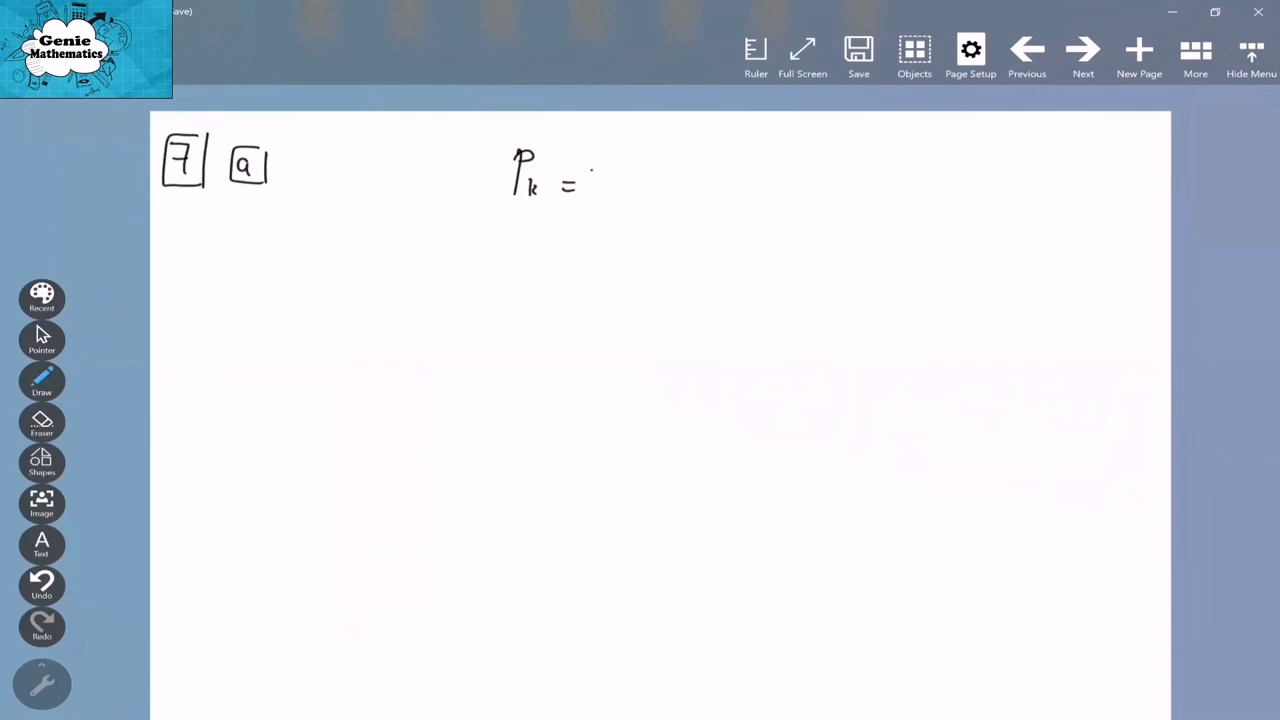 Genie
Mathematics
ave)
Ruler
Full Screen
Save
Objects
Page Setup
Previous
Next
New Page
More
Hide Menu
7 a P_k =
Recent
Pointer
Draw
Eraser
Shapes
Image
A
Text
Undo
Redo